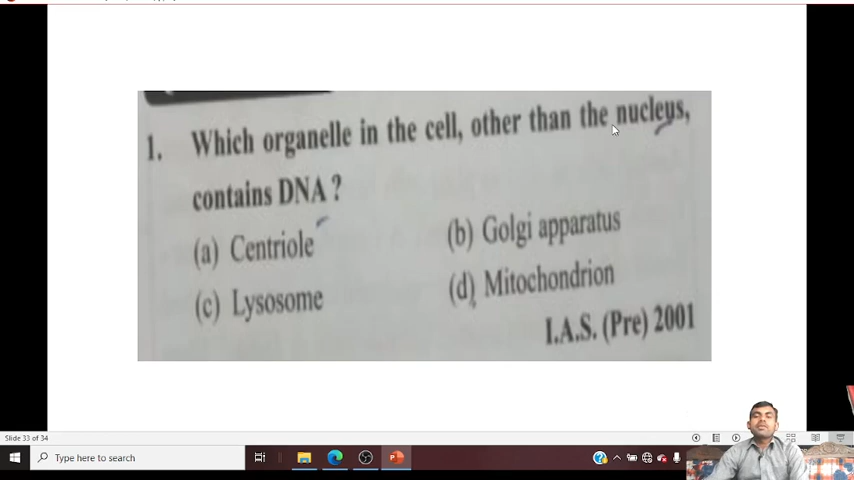 1. Which organelle in the cell, other than the nucleus,
contains DNA ?
(a) Centriole (b) Golgi apparatus
(c) Lysosome (d) Mitochondrion
I.A.S. (Pre) 2001
Slide 33 of 34
Type here to search